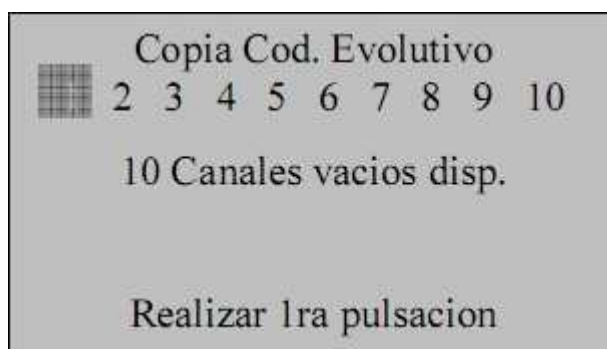 Copia Cod. Evolutivo
2 3 4 5 6 7 8 9 10
10 Canales vacios disp.
Realizar 1ra pulsacion